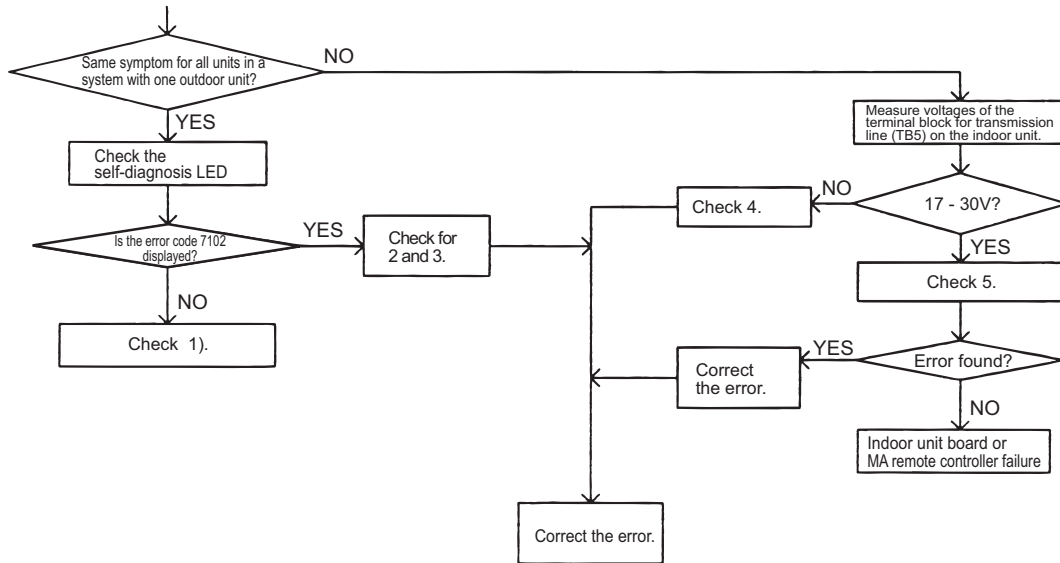 Same symptom for all units in a
system with one outdoor unit?
NO
YES
Check the
self-diagnosis LED
Is the error code 7102
displayed?
YES
Check for
2 and 3.
NO
Check 1).
Measure voltages of the
terminal block for transmission
line (TB5) on the indoor unit.
17 - 30V?
NO
Check 4.
YES
Check 5.
Error found?
YES
Correct
the error.
NO
Indoor unit board or
MA remote controller failure
Correct the error.